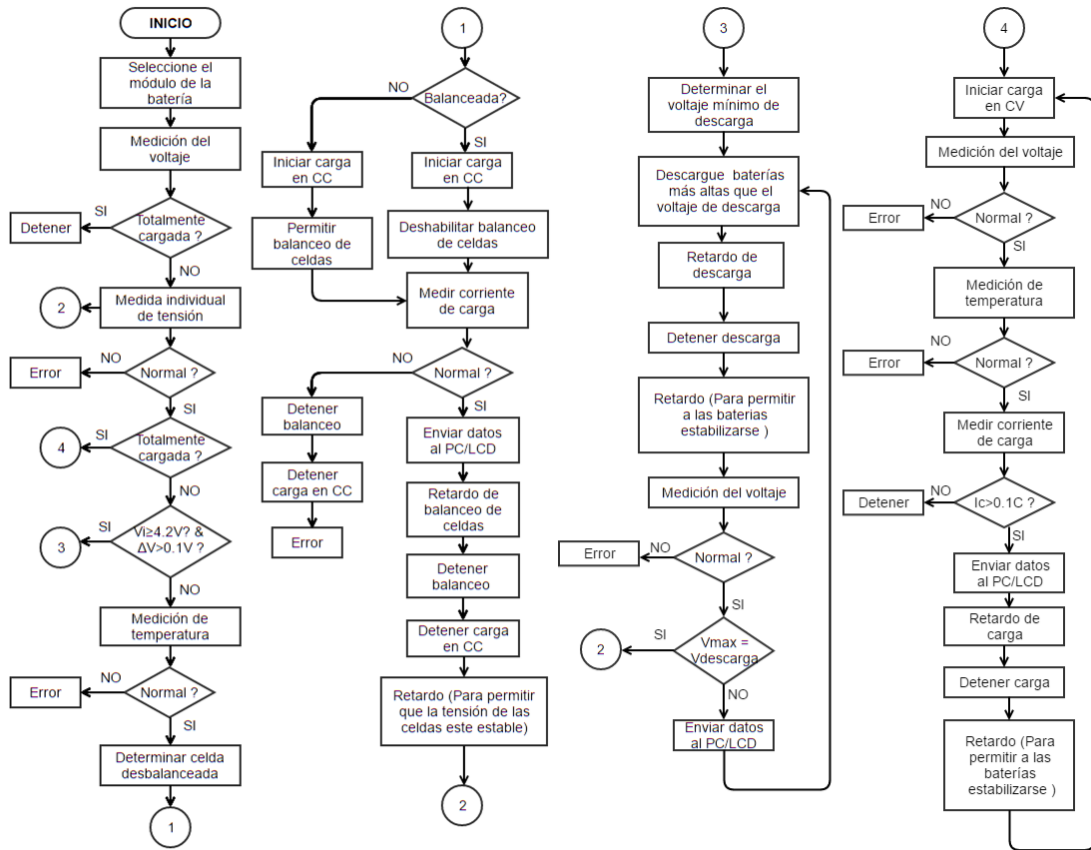 INICIO
Seleccione el
módulo de la
batería
Medición del
voltaje
Totalmente
cargada ?
SI
Detener
NO
Medida individual
de tensión
2
Normal ?
NO
Error
SI
Totalmente
cargada ?
SI
4
NO
Vi≥4.2V? &
ΔV>0.1V ?
SI
3
NO
Medición de
temperatura
Normal ?
NO
Error
SI
Determinar celda
desbalanceada
1
1
Balanceada?
NO
SI
Iniciar carga
en CC
Permitir
balanceo de
celdas
Iniciar carga
en CC
Deshabilitar balanceo
de celdas
Medir corriente
de carga
Normal ?
NO
Detener
balanceo
Detener
carga en CC
Error
SI
Enviar datos
al PC/LCD
Retardo de
balanceo de
celdas
Detener
balanceo
Detener carga
en CC
Retardo (Para permitir
que la tensión de las
celdas este estable)
2
3
Determinar el
voltaje mínimo de
descarga
Descargue baterías
más altas que el
voltaje de descarga
Retardo de
descarga
Detener descarga
Retardo (Para permitir
a las baterias
estabilizarse )
Medición del voltaje
Normal ?
NO
Error
SI
Vmax =
Vdescarga
SI
2
NO
Enviar datos
al PC/LCD
4
Iniciar carga
en CV
Medición del voltaje
Normal ?
NO
Error
SI
Medición de
temperatura
Normal ?
NO
Error
SI
Medir corriente
de carga
Ic>0.1C ?
NO
Detener
SI
Enviar datos
al PC/LCD
Retardo de
carga
Detener carga
Retardo (Para
permitir a las
baterías
estabilizarse )